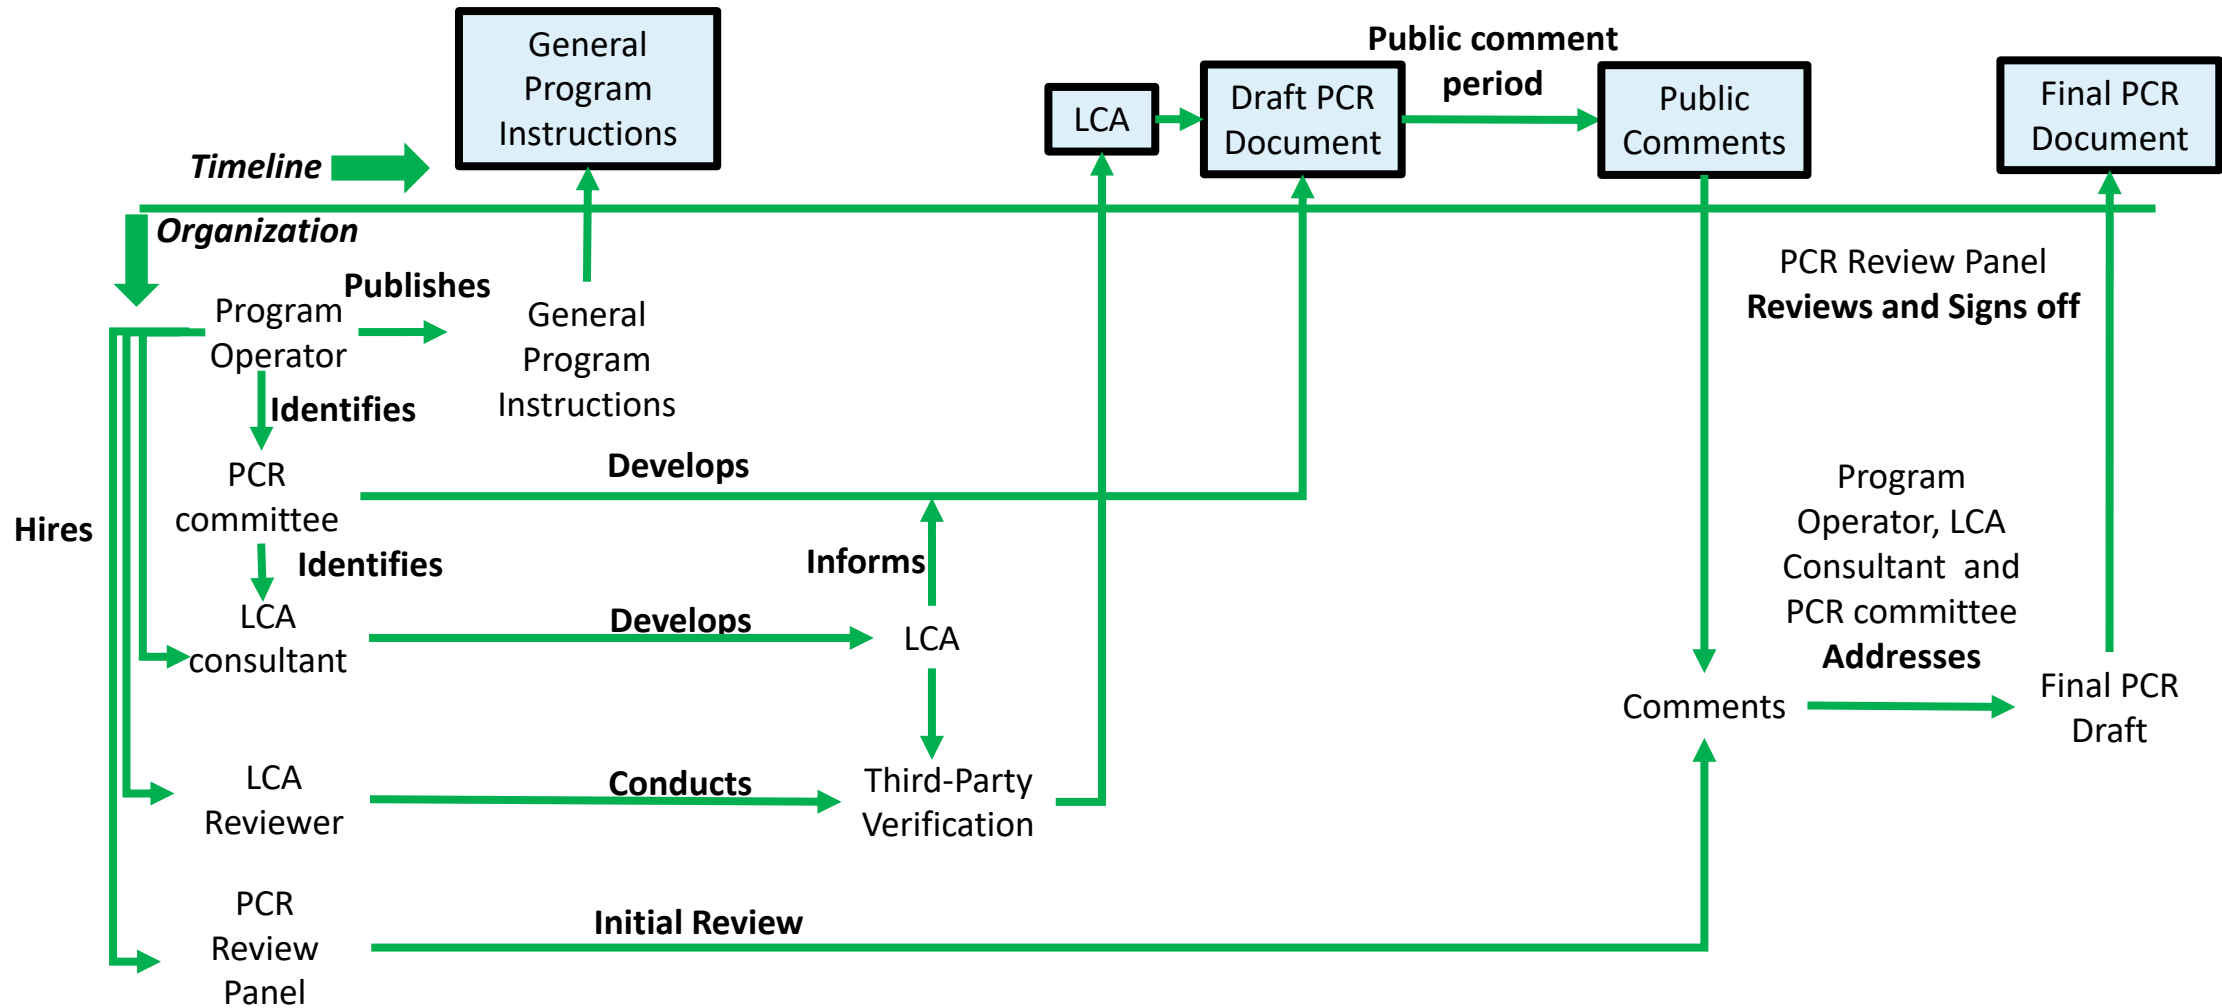 General
Program
Instructions
LCA
Draft PCR
Document
Public comment
period
Public
Comments
Final PCR
Document
Timeline
Organization
Program
Operator
Publishes
General
Program
Instructions
PCR Review Panel
Reviews and Signs off
Identifies
PCR
committee
Develops
Hires
Identifies
Informs
LCA
consultant
Develops
LCA
Program
Operator, LCA
Consultant and
PCR committee
Addresses
Comments
Final PCR
Draft
LCA
Reviewer
Conducts
Third-Party
Verification
PCR
Review
Panel
Initial Review